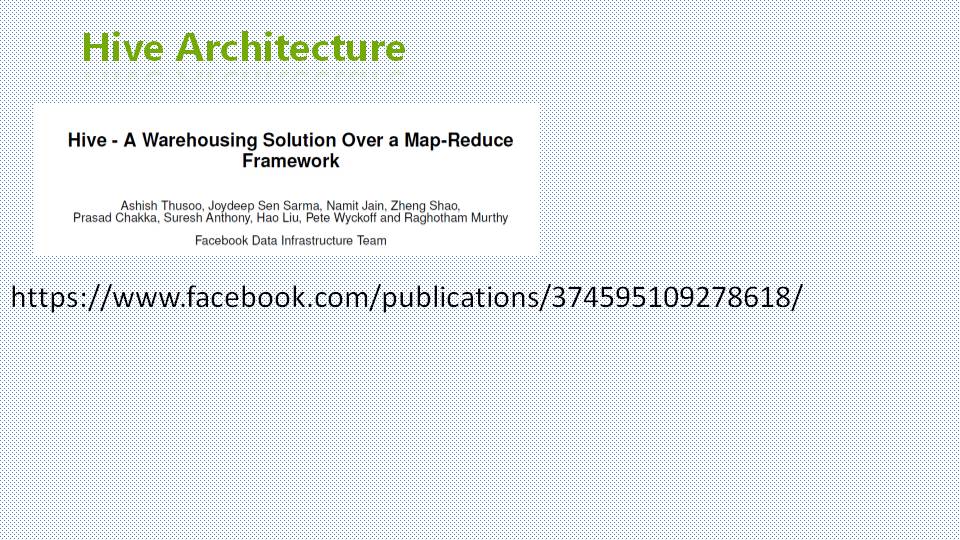 Hive Architecture
Hive - A Warehousing Solution Over a Map-Reduce
Framework
Ashish Thusoo, Joydeep Sen Sarma, Namit Jain, Zheng Shao,
Prasad Chakka, Suresh Anthony, Hao Liu, Pete Wyckoff and Raghotham Murthy
Facebook Data Infrastructure Team
https://www.facebook.com/publications/374595109278618/